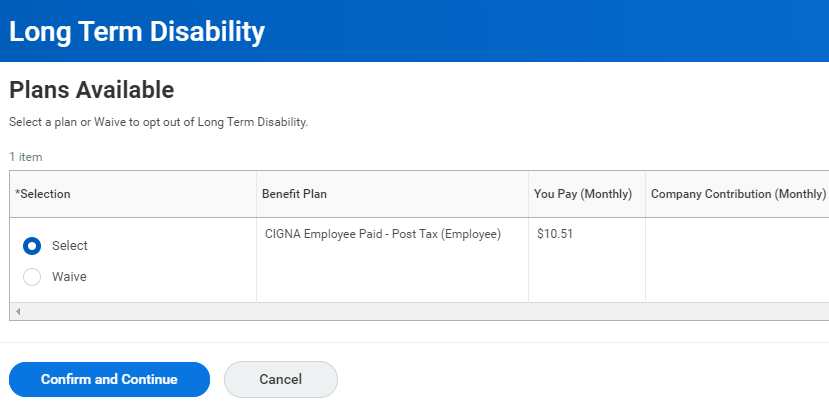 Long Term Disability
Plans Available
Select a plan or Waive to opt out of Long Term Disability.
1 item
*Selection Benefit Plan You Pay (Monthly) Company Contribution (Monthly)
Select CIGNA Employee Paid - Post Tax (Employee) $10.51
Waive
Confirm and Continue Cancel